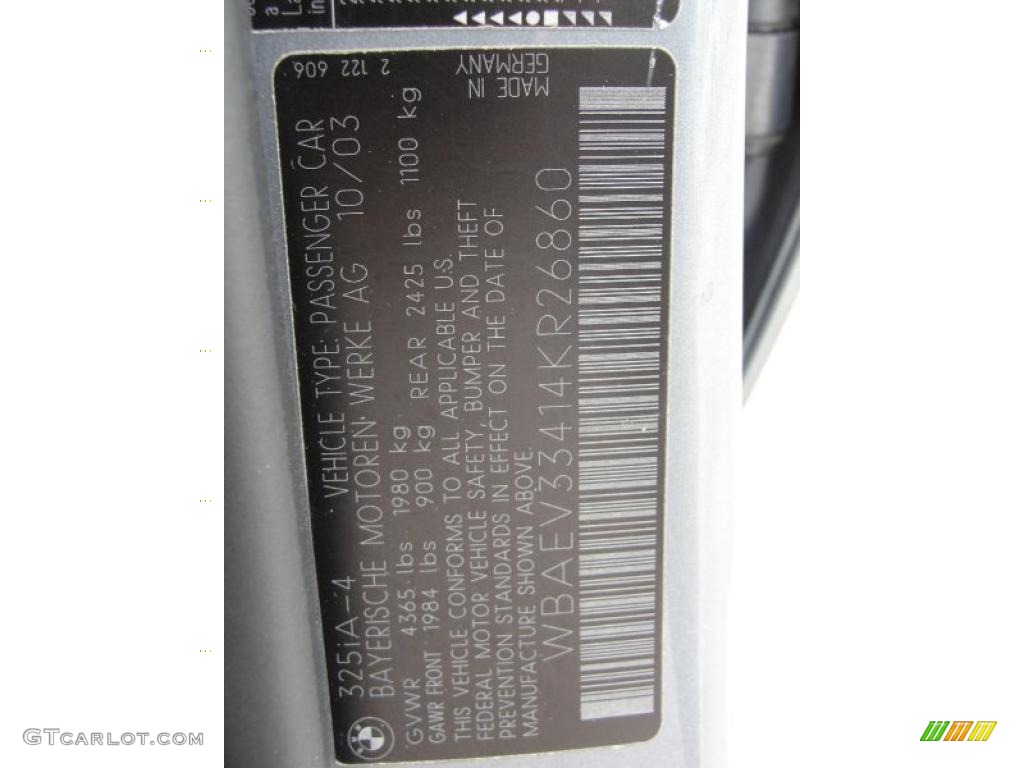 325iA-4 VEHICLE TYPE: PASSENGER CAR 2 122 606
BAYERISCHE MOTOREN WERKE AG 10/03
GVWR 4365 lbs 1980 kg
GAWR FRONT 1984 lbs 900 kg REAR 2425 lbs 1100 kg
THIS VEHICLE CONFORMS TO ALL APPLICABLE U.S.
FEDERAL MOTOR VEHICLE SAFETY, BUMPER AND THEFT
PREVENTION STANDARDS IN EFFECT ON THE DATE OF
MANUFACTURE SHOWN ABOVE.
MADE IN
GERMANY
WBAEV33414KR26860
GTCARLOT.COM